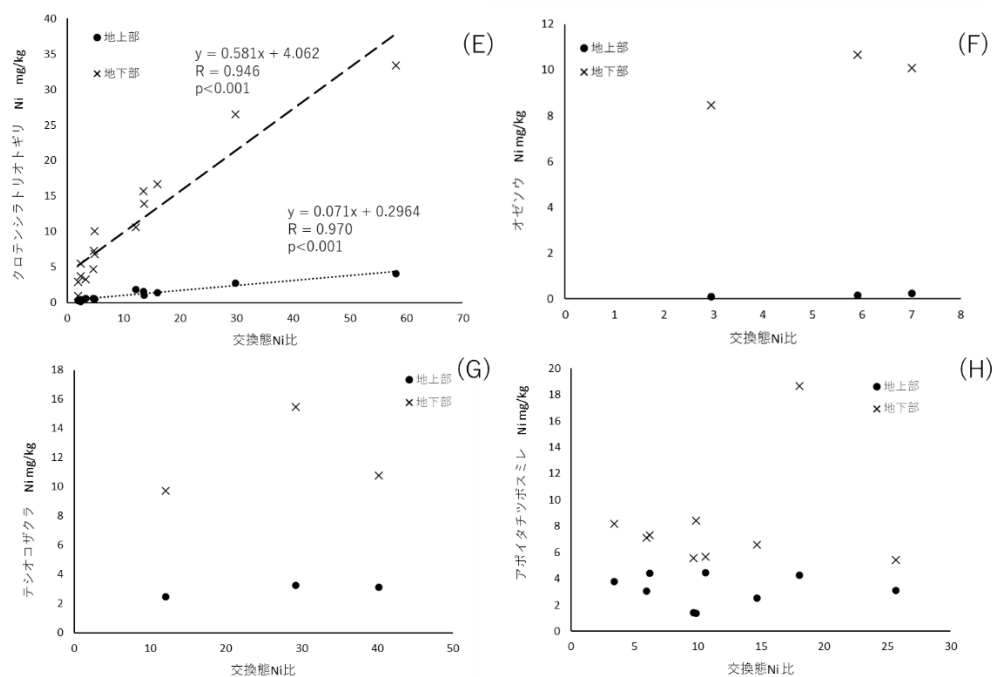 (E)
クロテンシラトリオトギリ Ni mg/kg
40
35
30
25
20
15
10
5
0
●地上部
×地下部
y = 0.581x + 4.062
R = 0.946
p<0.001
y = 0.071x + 0.2964
R = 0.970
p<0.001
0 10 20 30 40 50 60 70
交換態Ni比
(F)
オゼソウ Ni mg/kg
12
10
8
6
4
2
0
●地上部
×地下部
0 1 2 3 4 5 6 7 8
交換態Ni比
(G)
テシオコザクラ Ni mg/kg
18
16
14
12
10
8
6
4
2
0
●地上部
×地下部
0 10 20 30 40 50
交換態Ni比
(H)
アポイタチツボスミレ Ni mg/kg
20
18
16
14
12
10
8
6
4
2
0
●地上部
×地下部
0 5 10 15 20 25 30
交換態Ni比